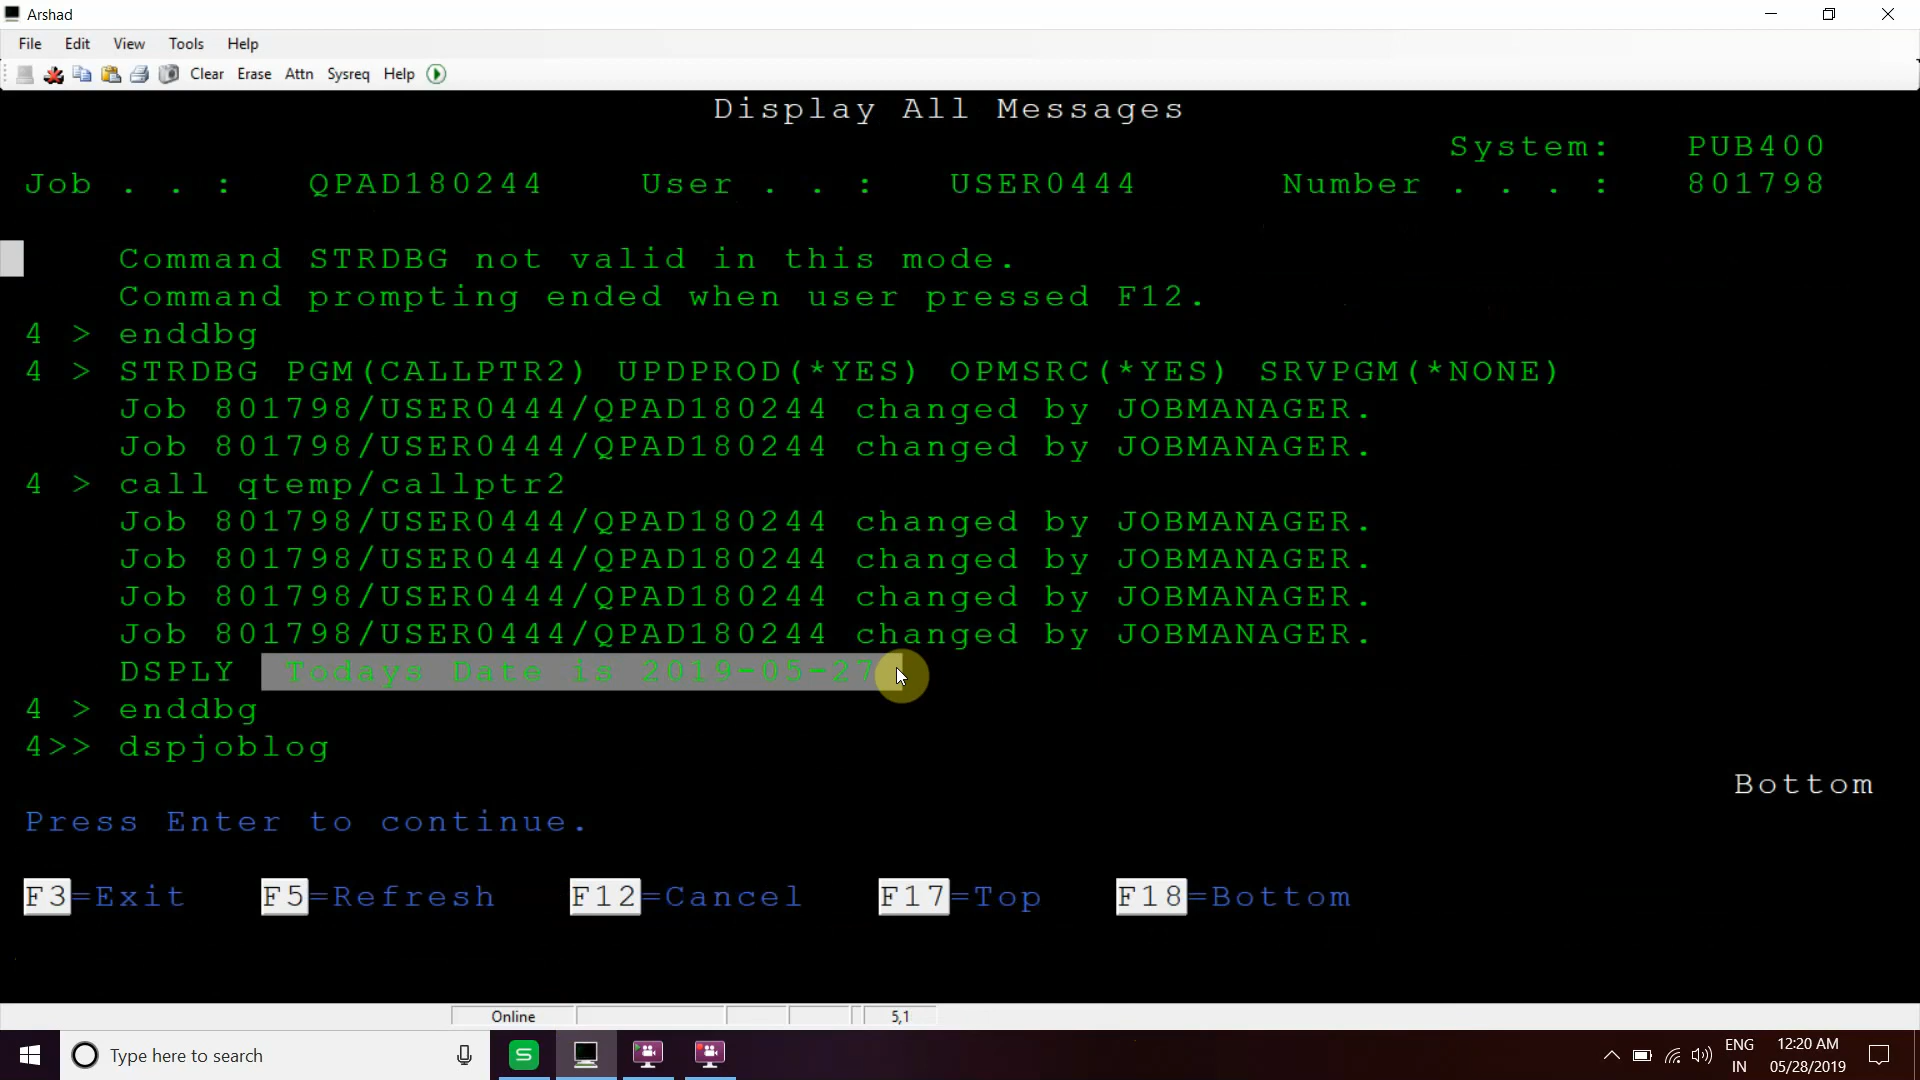 Arshad
File Edit View Tools Help
Clear Erase Attn Sysreq Help
Display All Messages
System: PUB400
Job . . : QPAD180244 User . . : USER0444 Number . . . : 801798
Command STRDBG not valid in this mode.
Command prompting ended when user pressed F12.
4 > enddbg
4 > STRDBG PGM(CALLPTR2) UPDPROD(*YES) OPMSRC(*YES) SRVPGM(*NONE)
Job 801798/USER0444/QPAD180244 changed by JOBMANAGER.
Job 801798/USER0444/QPAD180244 changed by JOBMANAGER.
4 > call qtemp/callptr2
Job 801798/USER0444/QPAD180244 changed by JOBMANAGER.
Job 801798/USER0444/QPAD180244 changed by JOBMANAGER.
Job 801798/USER0444/QPAD180244 changed by JOBMANAGER.
Job 801798/USER0444/QPAD180244 changed by JOBMANAGER.
DSPLY Todays Date is 2019-05-27
4 > enddbg
4>> dspjoblog
Bottom
Press Enter to continue.
F3=Exit F5=Refresh F12=Cancel F17=Top F18=Bottom
Online 5,1
Type here to search
S
ENG
IN
12:20 AM
05/28/2019